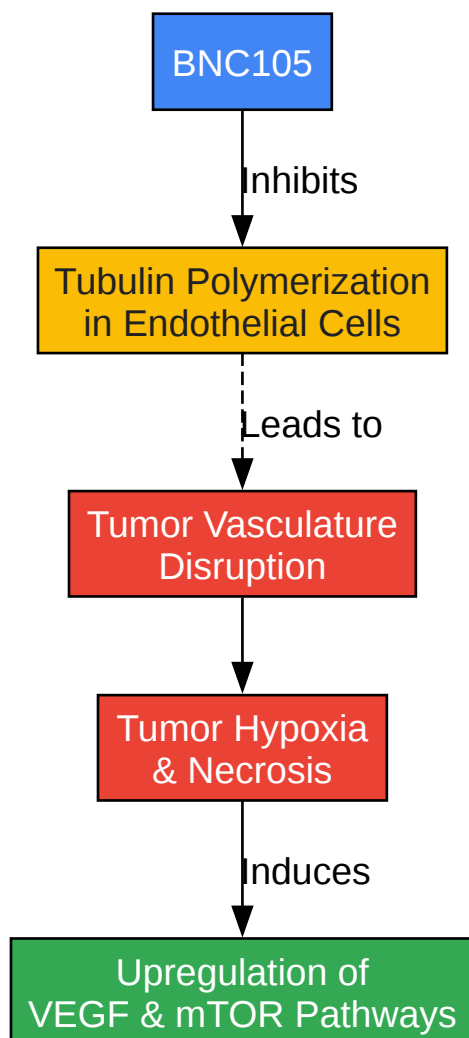 BNC105
Inhibits
Tubulin Polymerization
in Endothelial Cells
Leads to
Tumor Vasculature
Disruption
Tumor Hypoxia
& Necrosis
Induces
Upregulation of
VEGF & mTOR Pathways